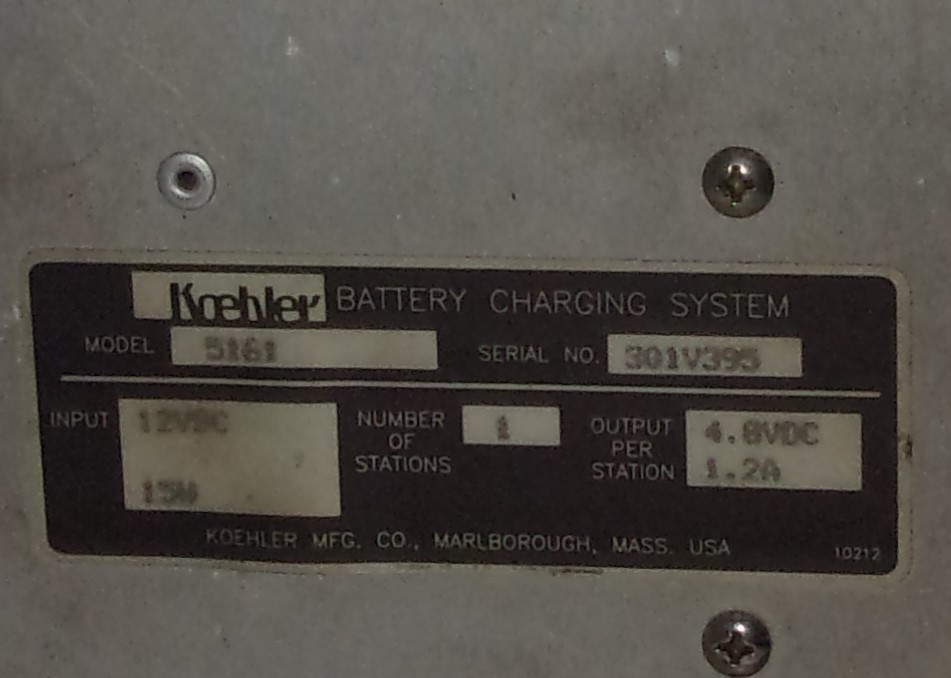 Koehler BATTERY CHARGING SYSTEM
MODEL 5161 SERIAL NO. 301V395
INPUT 12VDC 15W
NUMBER OF STATIONS 1
OUTPUT PER STATION 4.8VDC 1.2A
KOEHLER MFG. CO., MARLBOROUGH, MASS. USA 10212